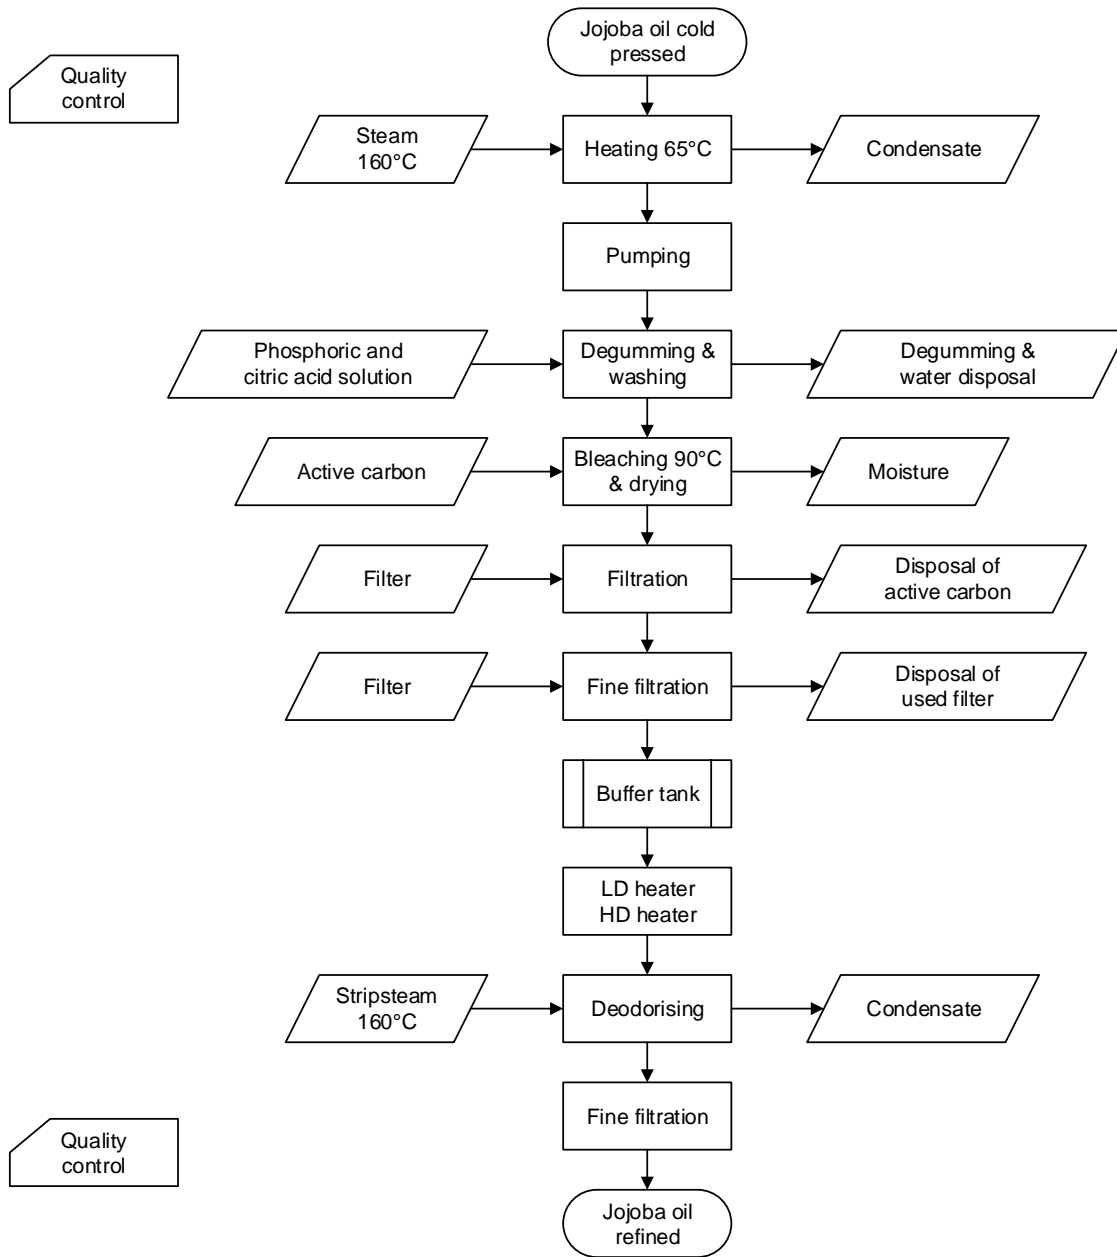 Jojoba oil cold
pressed
Quality
control
Steam
160°C
Heating 65°C
Condensate
Pumping
Phosphoric and
citric acid solution
Degumming &
washing
Degumming &
water disposal
Active carbon
Bleaching 90°C
& drying
Moisture
Filter
Filtration
Disposal of
active carbon
Filter
Fine filtration
Disposal of
used filter
Buffer tank
LD heater
HD heater
Stripsteam
160°C
Deodorising
Condensate
Fine filtration
Quality
control
Jojoba oil
refined